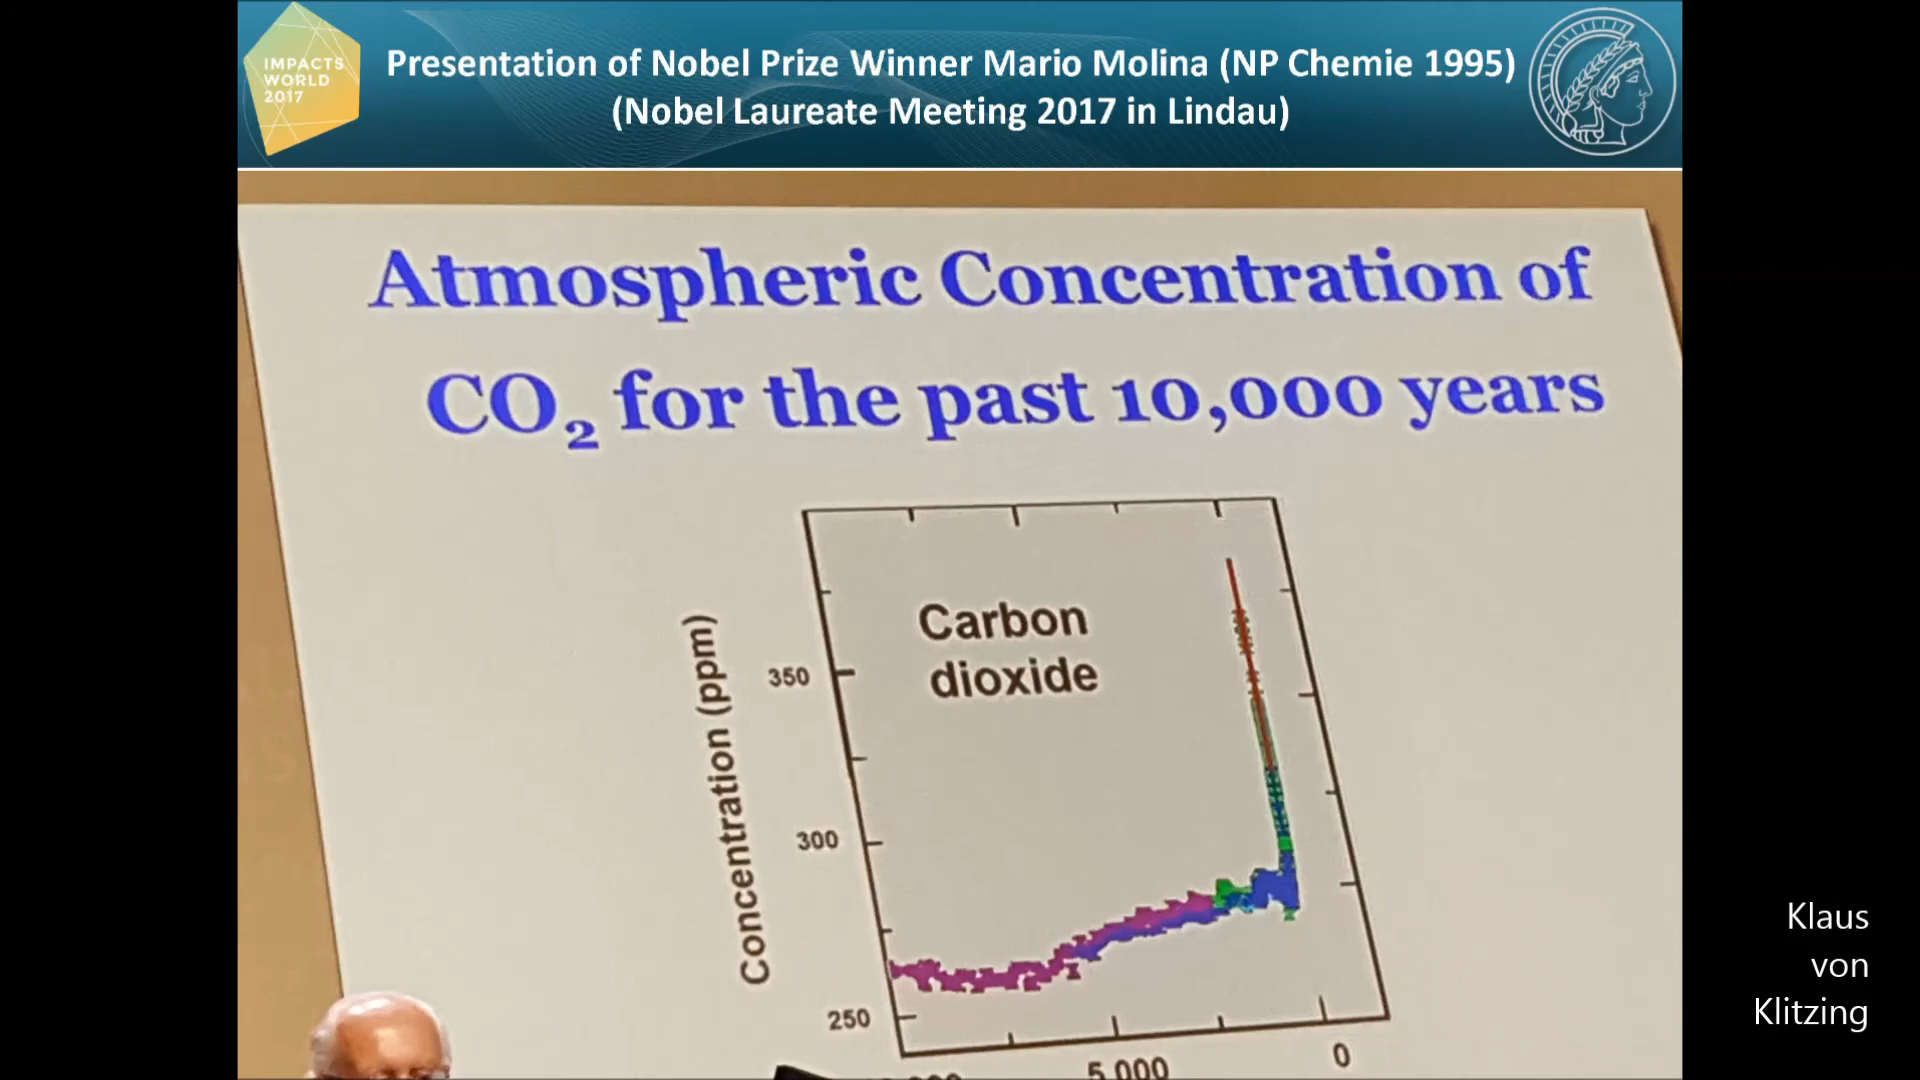 IMPACTS
WORLD
2017
Presentation of Nobel Prize Winner Mario Molina (NP Chemie 1995)
(Nobel Laureate Meeting 2017 in Lindau)
Atmospheric Concentration of
CO₂ for the past 10,000 years
Carbon
dioxide
Concentration (ppm)
350
300
250
5,000
0
Klaus
von
Klitzing